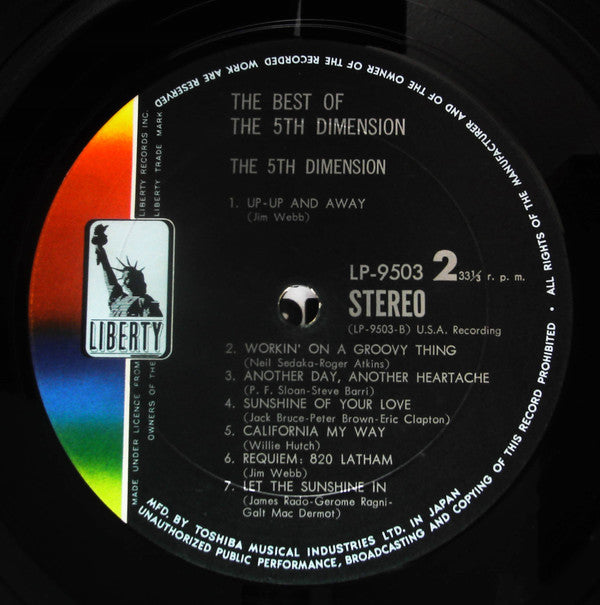 THE BEST OF
THE 5TH DIMENSION
THE 5TH DIMENSION
1. UP-UP AND AWAY
(Jim Webb)
LP-9503 2 33⅓ r. p. m.
STEREO
(LP-9503-B) U.S.A. Recording
LIBERTY
2. WORKIN' ON A GROOVY THING
(Neil Sedaka-Roger Atkins)
3. ANOTHER DAY, ANOTHER HEARTACHE
(P. F. Sloan-Steve Barri)
4. SUNSHINE OF YOUR LOVE
(Jack Bruce-Peter Brown-Eric Clapton)
5. CALIFORNIA MY WAY
(Willie Hutch)
6. REQUIEM: 820 LATHAM
(Jim Webb)
7. LET THE SUNSHINE IN
(James Rado-Gerome Ragni-
Galt Mac Dermot)
MFD. BY TOSHIBA MUSICAL INDUSTRIES LTD. IN JAPAN
ALL RIGHTS OF THE MANUFACTURER AND OF THE OWNER OF THE RECORDED WORK ARE RESERVED
UNAUTHORIZED PUBLIC PERFORMANCE, BROADCASTING AND COPYING OF THIS RECORD PROHIBITED •
MADE UNDER LICENCE FROM LIBERTY RECORDS INC.
OWNERS OF THE LIBERTY TRADE MARK